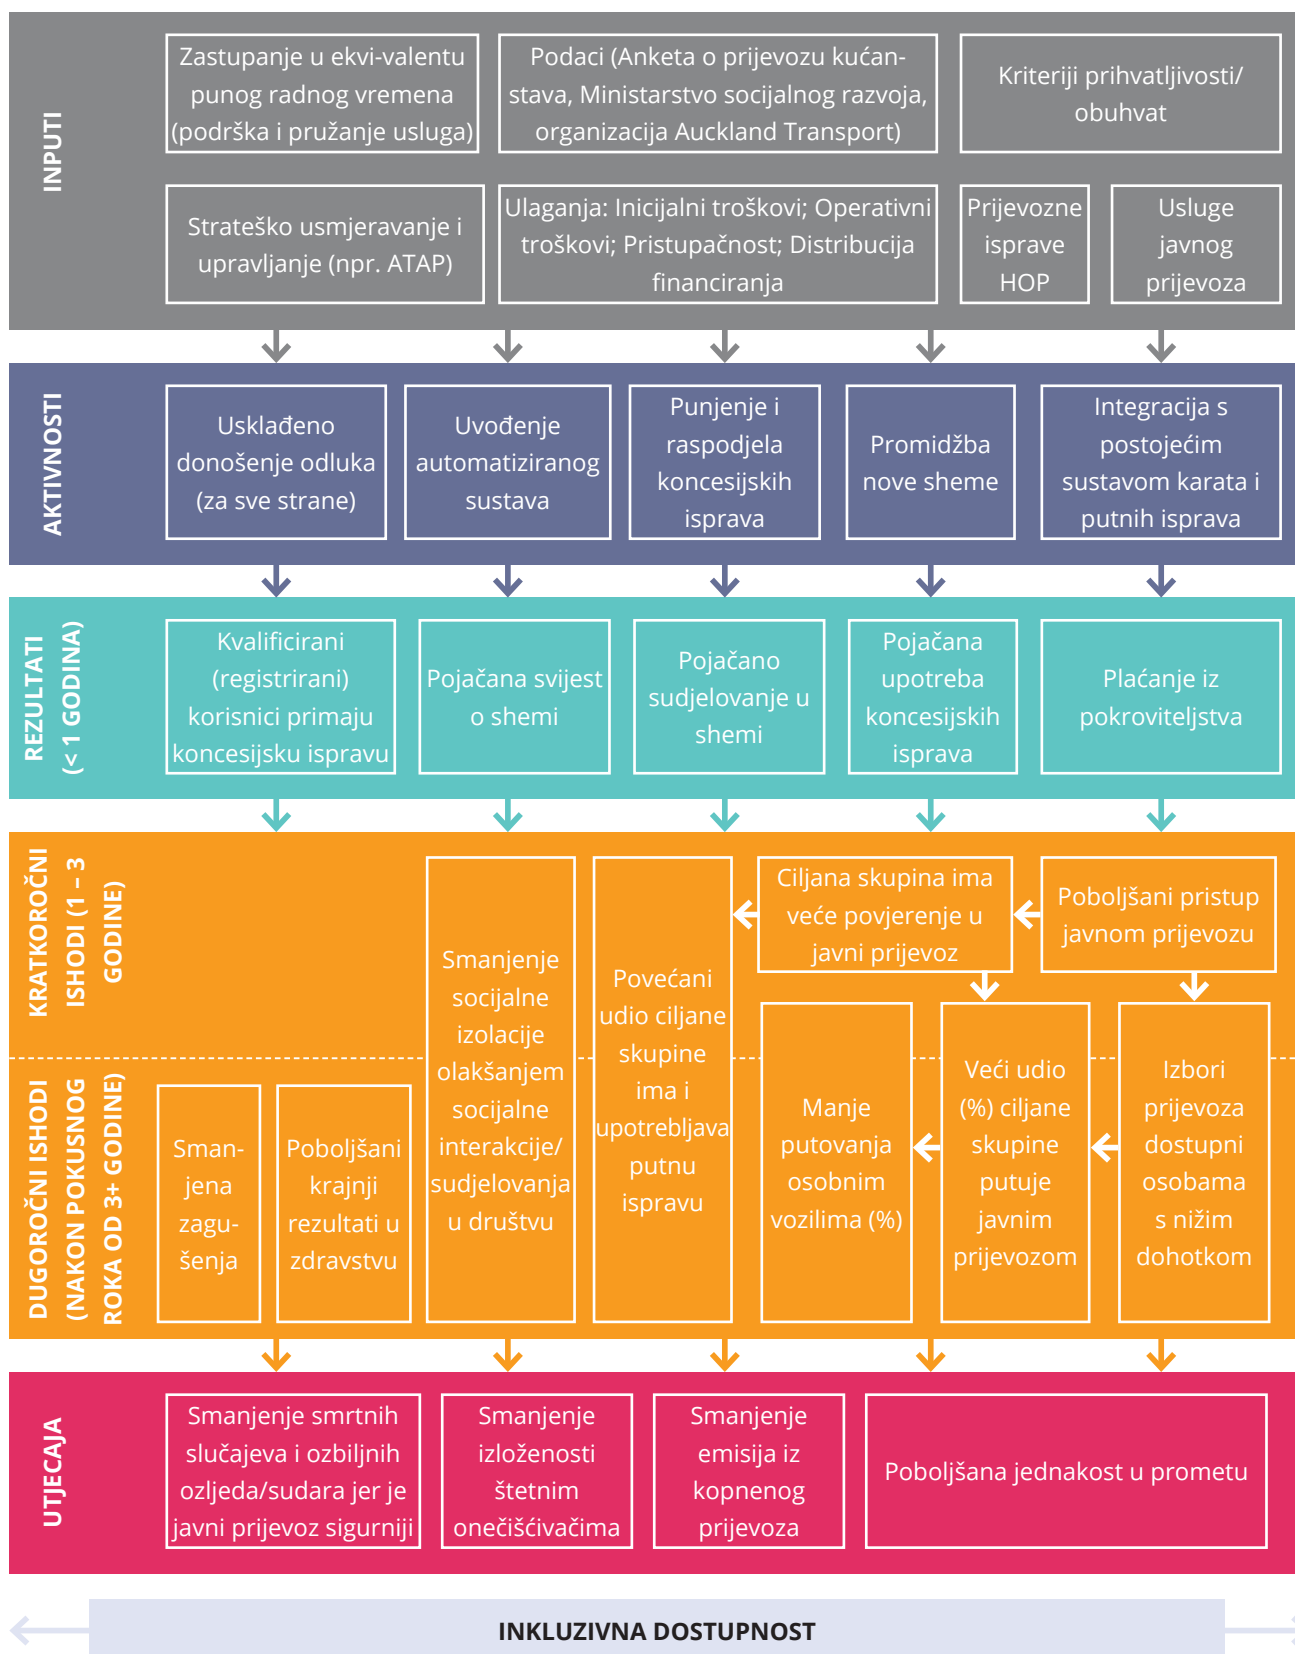 INPUTI
Zastupanje u ekvi-valentu
punog radnog vremena
(podrška i pružanje usluga)
Podaci (Anketa o prijevozu kućan-
stava, Ministarstvo socijalnog razvoja,
organizacija Auckland Transport)
Kriteriji prihvatljivosti/
obuhvat
Strateško usmjeravanje i
upravljanje (npr. ATAP)
Ulaganja: Inicijalni troškovi; Operativni
troškovi; Pristupačnost; Distribucija
financiranja
Prijevozne
isprave
HOP
Usluge
javnog
prijevoza
AKTIVNOSTI
Usklađeno
donošenje odluka
(za sve strane)
Uvođenje
automatiziranog
sustava
Punjenje i
raspodjela
koncesijskih
isprava
Promidžba
nove sheme
Integracija s
postojećim
sustavom karata i
putnih isprava
REZULTATI
(< 1 GODINA)
Kvalificirani
(registrirani)
korisnici primaju
koncesijsku ispravu
Pojačana svijest
o shemi
Pojačano
sudjelovanje u
shemi
Pojačana
upotreba
koncesijskih
isprava
Plaćanje iz
pokroviteljstva
KRATKOROČNI
ISHODI (1 – 3
GODINE)
DUGOROČNI ISHODI
(NAKON POKUSNOG
ROKA OD 3+ GODINE)
Sman-
jena
zagu-
šenja
Poboljšani
krajnji
rezultati u
zdravstvu
Smanjenje
socijalne
izolacije
olakšanjem
socijalne
interakcije/
sudjelovanja
u društvu
Povećani
udio ciljane
skupine
ima i
upotrebljava
putnu
ispravu
Ciljana skupina ima
veće povjerenje u
javni prijevoz
Poboljšani pristup
javnom prijevozu
Manje
putovanja
osobnim
vozilima (%)
Veći udio
(%) ciljane
skupine
putuje
javnim
prijevozom
Izbori
prijevoza
dostupni
osobama
s nižim
dohotkom
UTJECAJA
Smanjenje smrtnih
slučajeva i ozbiljnih
ozljeda/sudara jer je
javni prijevoz sigurniji
Smanjenje
izloženosti
štetnim
onečišćivačima
Smanjenje
emisija iz
kopnenog
prijevoza
Poboljšana jednakost u prometu
INKLUZIVNA DOSTUPNOST